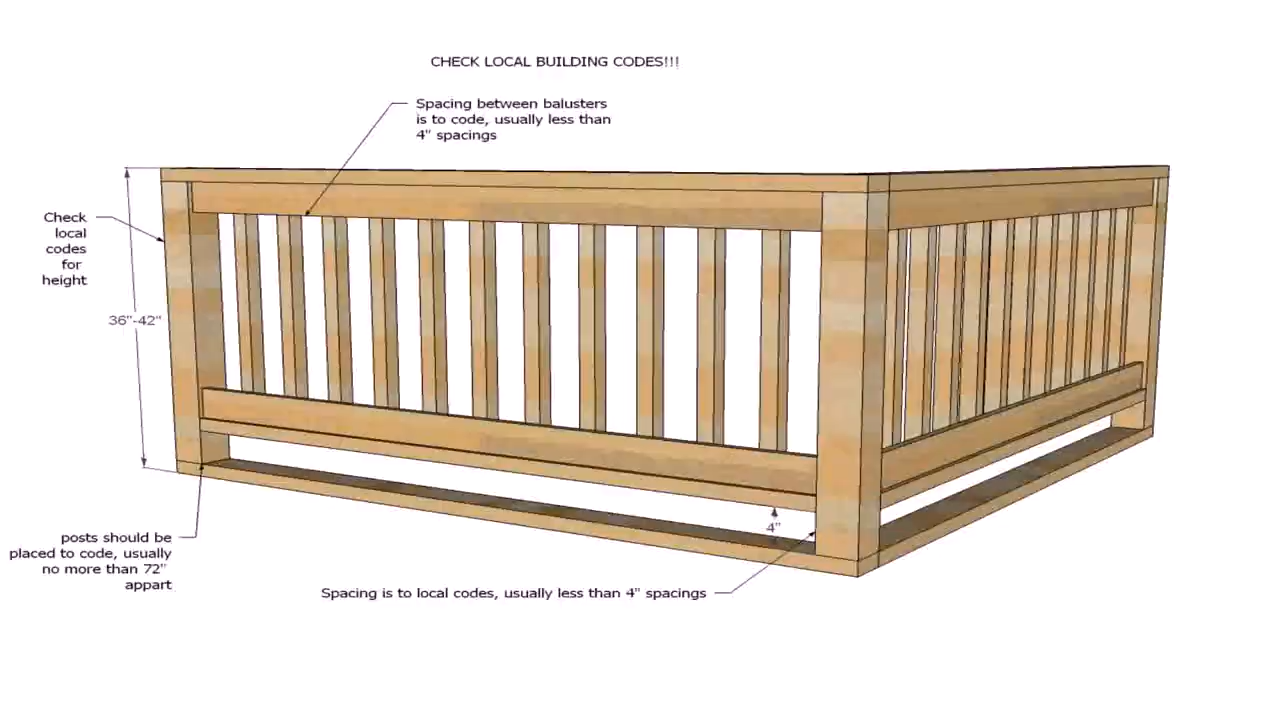 CHECK LOCAL BUILDING CODES!!!
Spacing between balusters
is to code, usually less than
4" spacings
Check
local
codes
for
height
36"-42"
4"
posts should be
placed to code, usually
no more than 72"
appart
Spacing is to local codes, usually less than 4" spacings